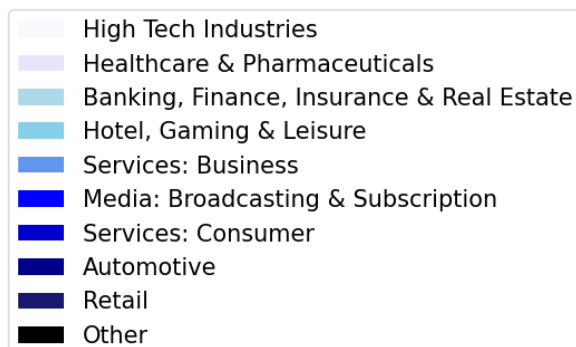 High Tech Industries
Healthcare & Pharmaceuticals
Banking, Finance, Insurance & Real Estate
Hotel, Gaming & Leisure
Services: Business
Media: Broadcasting & Subscription
Services: Consumer
Automotive
Retail
Other